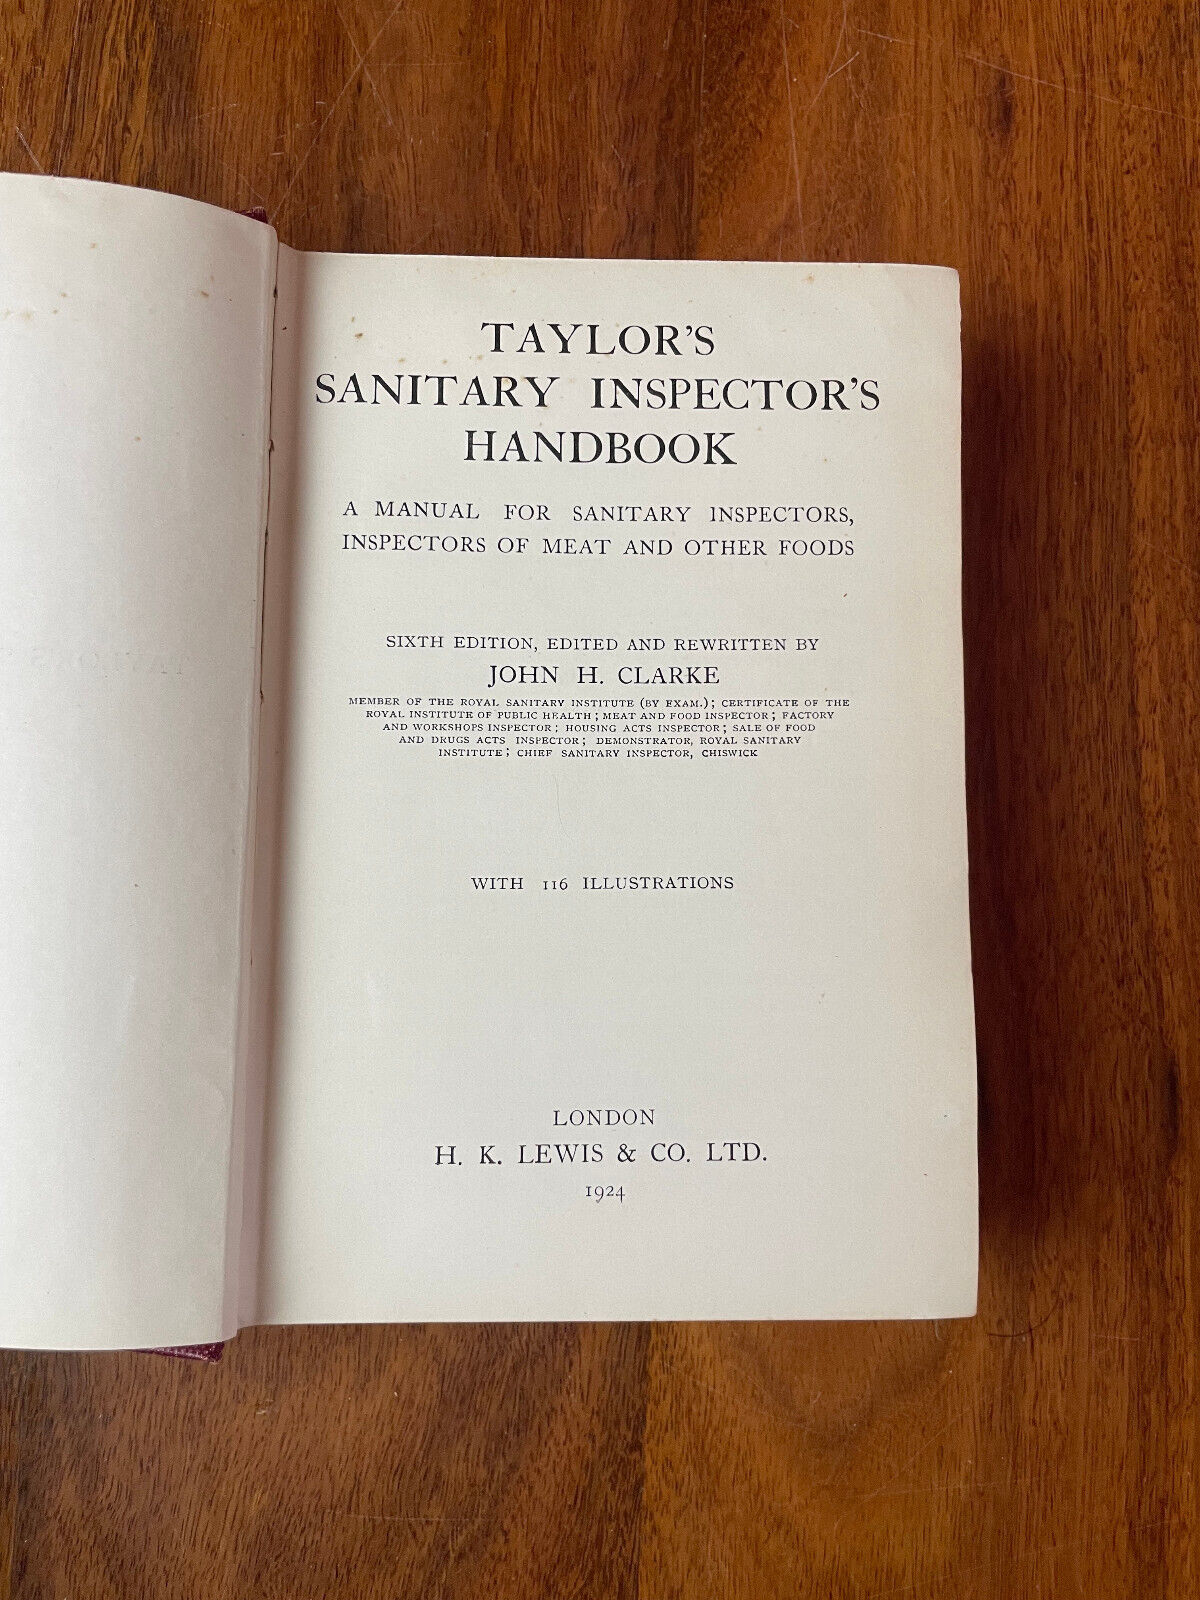 TAYLOR'S
SANITARY INSPECTOR'S
HANDBOOK
A MANUAL FOR SANITARY INSPECTORS,
INSPECTORS OF MEAT AND OTHER FOODS
SIXTH EDITION, EDITED AND REWRITTEN BY
JOHN H. CLARKE
MEMBER OF THE ROYAL SANITARY INSTITUTE (BY EXAM.); CERTIFICATE OF THE
ROYAL INSTITUTE OF PUBLIC HEALTH; MEAT AND FOOD INSPECTOR; FACTORY
AND WORKSHOPS INSPECTOR; HOUSING ACTS INSPECTOR; SALE OF FOOD
AND DRUGS ACTS INSPECTOR; DEMONSTRATOR, ROYAL SANITARY
INSTITUTE; CHIEF SANITARY INSPECTOR, CHISWICK
WITH 116 ILLUSTRATIONS
LONDON
H. K. LEWIS & CO. LTD.
1924